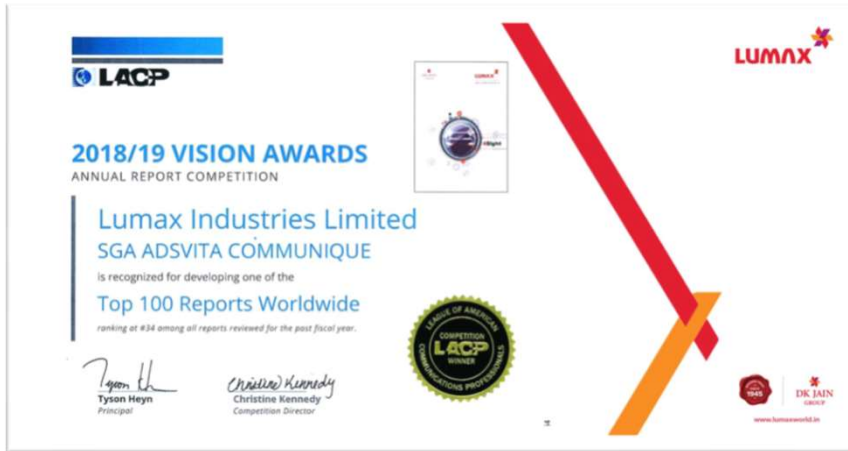 LACP
LUMAX
2018/19 VISION AWARDS
ANNUAL REPORT COMPETITION
Lumax Industries Limited
SGA ADSVITA COMMUNIQUE
is recognized for developing one of the
Top 100 Reports Worldwide
ranking at #34 among all reports reviewed for the past fiscal year.
LEAGUE OF AMERICAN
COMPETITION
LACP
WINNER
COMMUNICATIONS PROFESSIONALS
Tyson Heyn
Principal
Christine Kennedy
Christine Kennedy
Competition Director
1945
DK JAIN
GROUP
www.lumaxworld.in